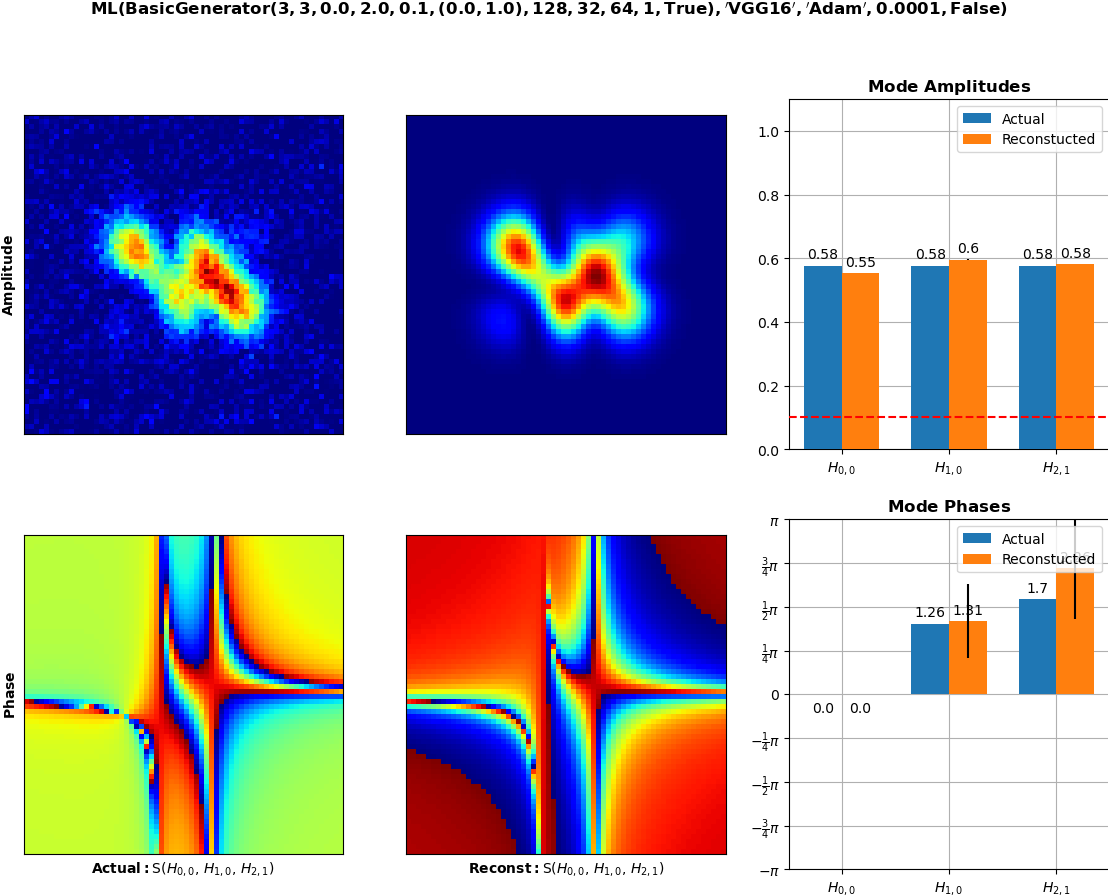 ML(BasicGenerator(3, 3, 0.0, 2.0, 0.1, (0.0, 1.0), 128, 32, 64, 1, True), ′VGG16′, ′Adam′, 0.0001, False)
Amplitude
Mode Amplitudes
Actual
Reconstucted
1.0
0.8
0.6
0.4
0.2
0.0
0.58 0.55 0.58 0.6 0.58 0.58
H0,0 H1,0 H2,1
Phase
Actual: S(H0,0, H1,0, H2,1)
Reconst: S(H0,0, H1,0, H2,1)
Mode Phases
Actual
Reconstucted
π
3/4π
1/2π
1/4π
0
−1/4π
−1/2π
−3/4π
−π
0.0 0.0 1.26 1.31 1.7
H0,0 H1,0 H2,1